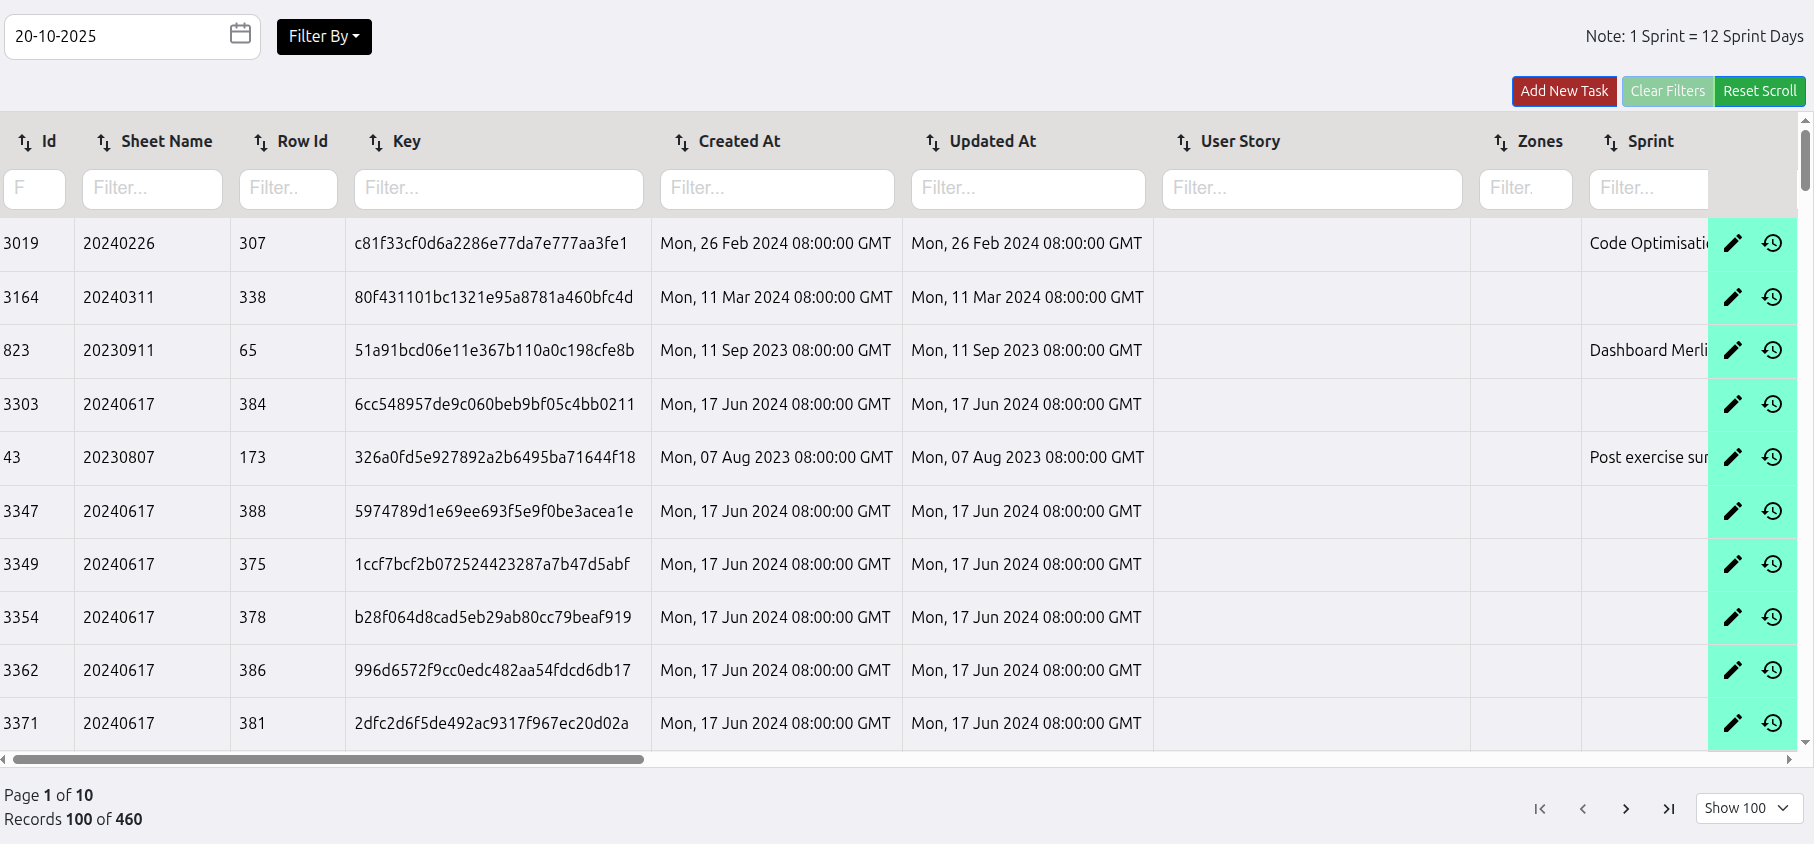 20-10-2025 Filter By Note: 1 Sprint = 12 Sprint Days
Add New Task Clear Filters Reset Scroll
Id Sheet Name Row Id Key Created At Updated At User Story Zones Sprint
F Filter... Filter.. Filter... Filter... Filter... Filter... Filter. Filter...
3019 20240226 307 c81f33cf0d6a2286e77da7e777aa3fe1 Mon, 26 Feb 2024 08:00:00 GMT Mon, 26 Feb 2024 08:00:00 GMT Code Optimisati
3164 20240311 338 80f431101bc1321e95a8781a460bfc4d Mon, 11 Mar 2024 08:00:00 GMT Mon, 11 Mar 2024 08:00:00 GMT
823 20230911 65 51a91bcd06e11e367b110a0c198cfe8b Mon, 11 Sep 2023 08:00:00 GMT Mon, 11 Sep 2023 08:00:00 GMT Dashboard Merli
3303 20240617 384 6cc548957de9c060beb9bf05c4bb0211 Mon, 17 Jun 2024 08:00:00 GMT Mon, 17 Jun 2024 08:00:00 GMT
43 20230807 173 326a0fd5e927892a2b6495ba71644f18 Mon, 07 Aug 2023 08:00:00 GMT Mon, 07 Aug 2023 08:00:00 GMT Post exercise sur
3347 20240617 388 5974789d1e69ee693f5e9f0be3acea1e Mon, 17 Jun 2024 08:00:00 GMT Mon, 17 Jun 2024 08:00:00 GMT
3349 20240617 375 1ccf7bcf2b072524423287a7b47d5abf Mon, 17 Jun 2024 08:00:00 GMT Mon, 17 Jun 2024 08:00:00 GMT
3354 20240617 378 b28f064d8cad5eb29ab80cc79beaf919 Mon, 17 Jun 2024 08:00:00 GMT Mon, 17 Jun 2024 08:00:00 GMT
3362 20240617 386 996d6572f9cc0edc482aa54fdcd6db17 Mon, 17 Jun 2024 08:00:00 GMT Mon, 17 Jun 2024 08:00:00 GMT
3371 20240617 381 2dfc2d6f5de492ac9317f967ec20d02a Mon, 17 Jun 2024 08:00:00 GMT Mon, 17 Jun 2024 08:00:00 GMT
Page 1 of 10
Records 100 of 460
Show 100